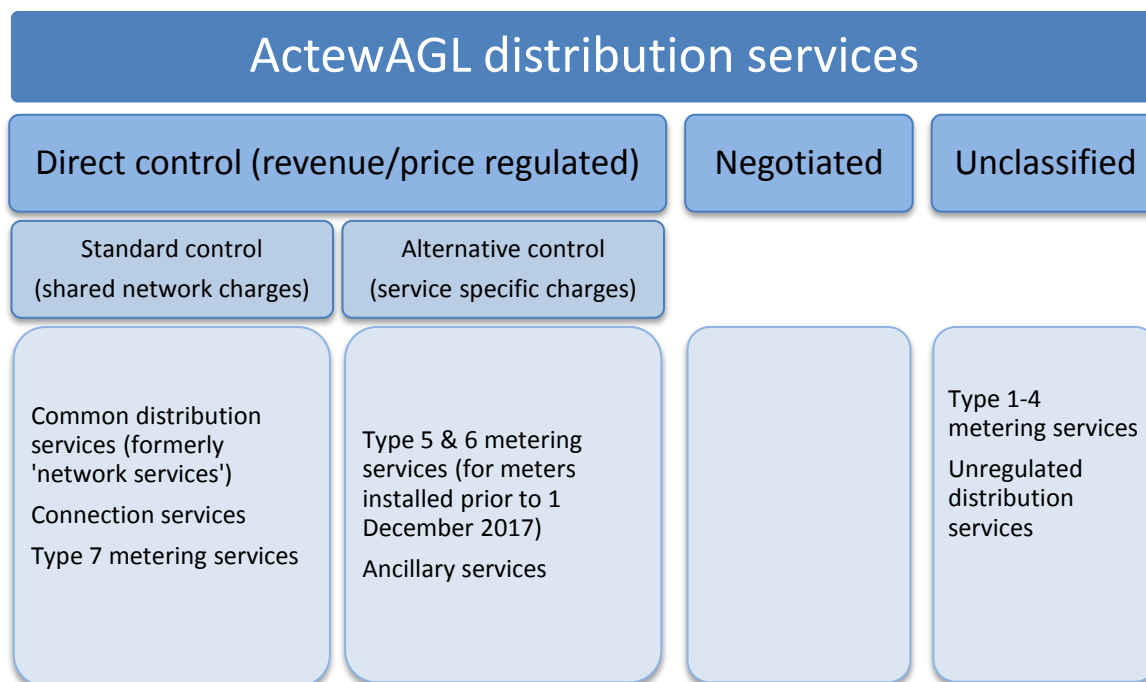 ActewAGL distribution services
Direct control (revenue/price regulated)
Negotiated
Unclassified
Standard control
(shared network charges)
Alternative control
(service specific charges)
Common distribution
services (formerly
'network services')
Connection services
Type 7 metering services
Type 5 & 6 metering
services (for meters
installed prior to 1
December 2017)
Ancillary services
Type 1-4
metering services
Unregulated
distribution
services